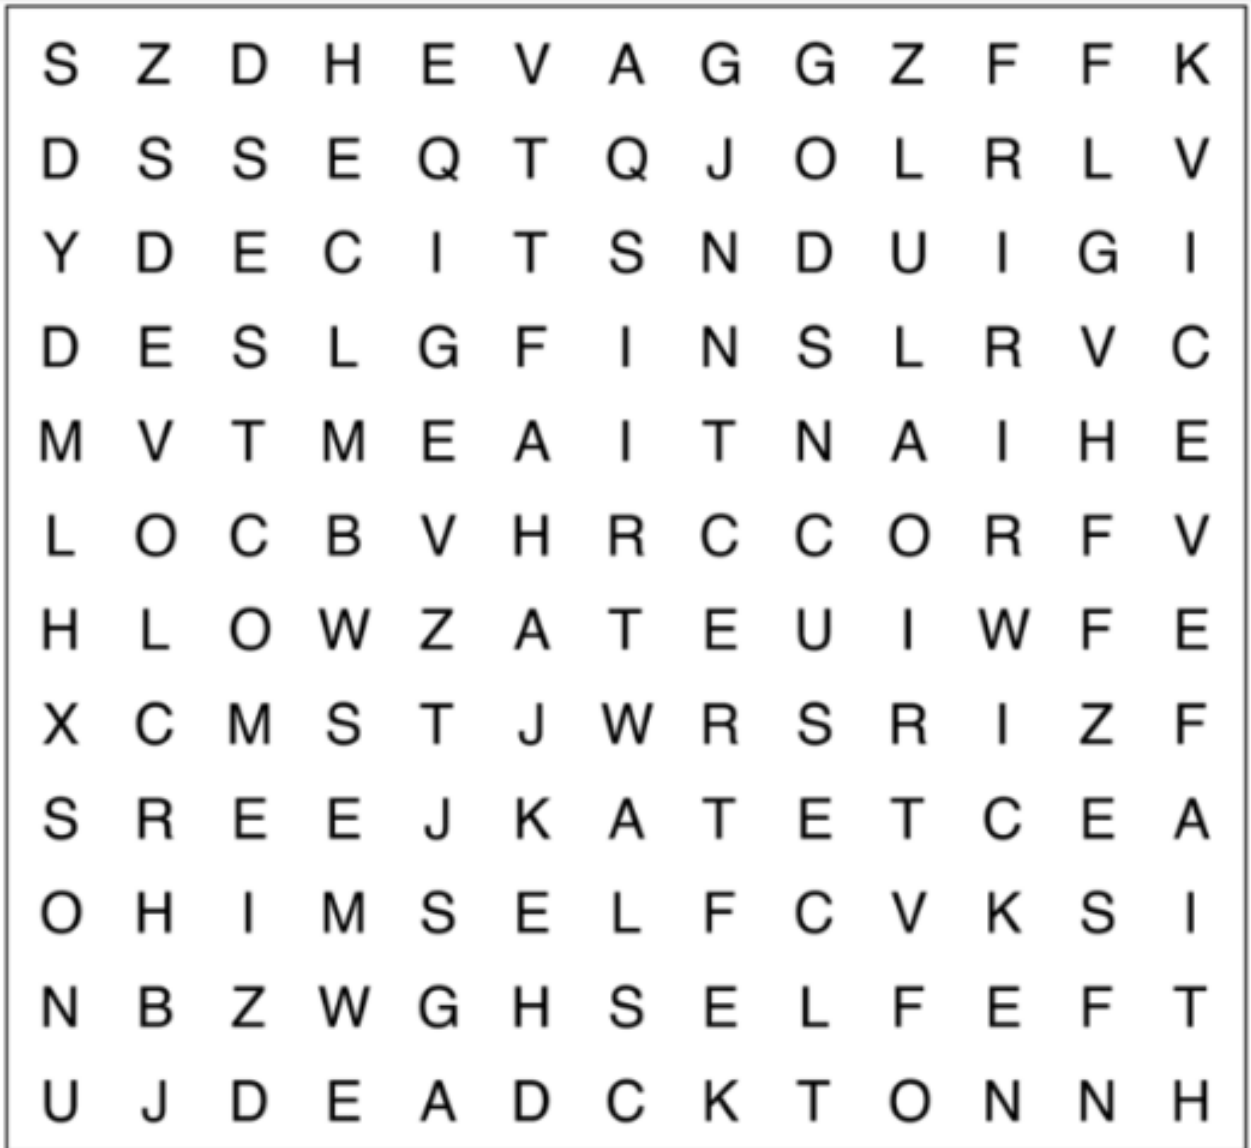 S Z D H E V A G G Z F F K
D S S E Q T Q J O L R L V
Y D E C I T S N D U I G I
D E S L G F I N S L R V C
M V T M E A I T N A I H E
L O C B V H R C C O R F V
H L O W Z A T E U I W F E
X C M S T J W R S R I Z F
S R E E J K A T E T C E A
O H I M S E L F C V K S I
N B Z W G H S E L F E F T
U J D E A D C K T O N N H